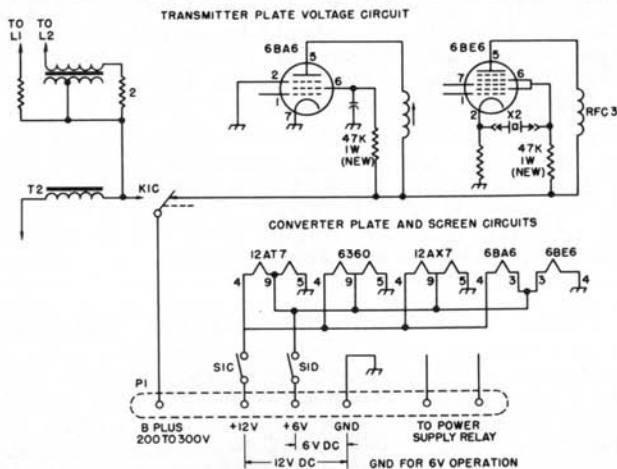 TRANSMITTER PLATE VOLTAGE CIRCUIT
TO L1
TO L2
2
6BA6
5
2
6
1
7
47K
1W
(NEW)
6BE6
5
7
6
1
2
X2
RFC 3
47K
1W
(NEW)
T2
K1C
CONVERTER PLATE AND SCREEN CIRCUITS
12AT7 6360 12AX7 6BA6 6BE6
4 9 5 4 9 5 4 9 5 4 3 3 4
S1C S1D
P1
B PLUS
200 TO 300V
+12V +6V GND
TO POWER
SUPPLY RELAY
6V DC
12V DC
GND FOR 6V OPERATION